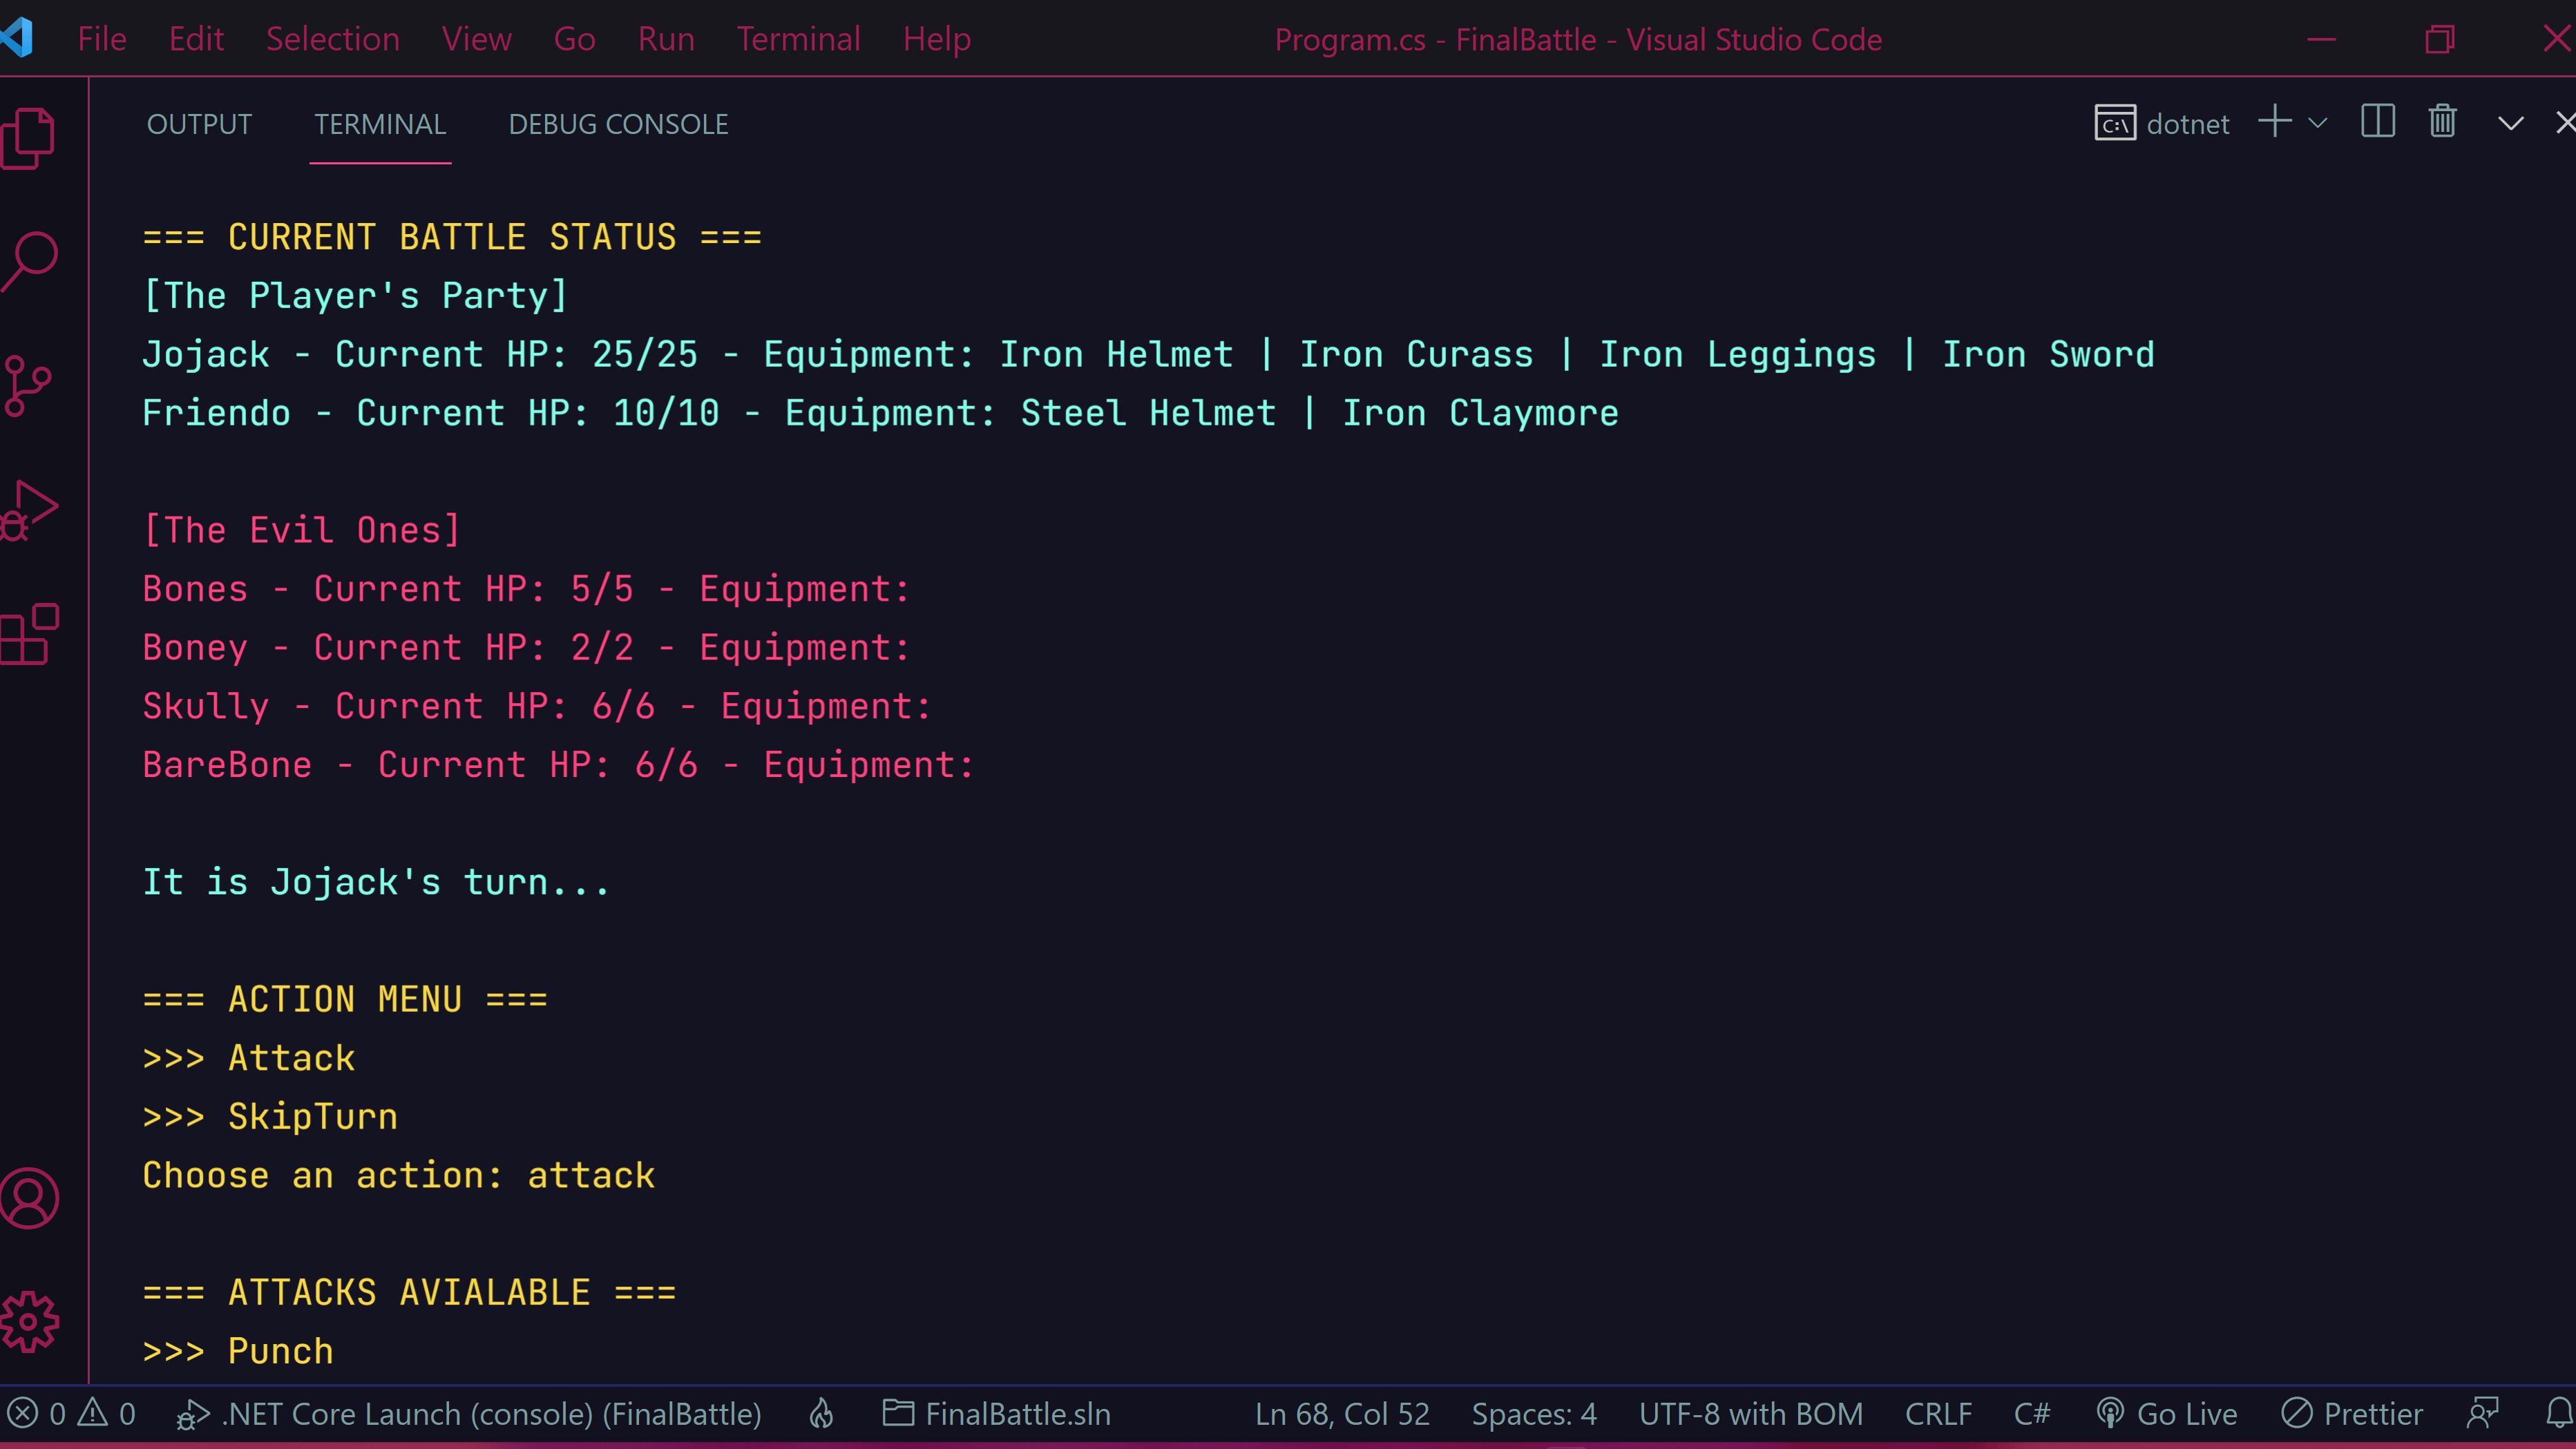 File Edit Selection View Go Run Terminal Help Program.cs - FinalBattle - Visual Studio Code
OUTPUT TERMINAL DEBUG CONSOLE C:\ dotnet
=== CURRENT BATTLE STATUS ===
[The Player's Party]
Jojack - Current HP: 25/25 - Equipment: Iron Helmet | Iron Curass | Iron Leggings | Iron Sword
Friendo - Current HP: 10/10 - Equipment: Steel Helmet | Iron Claymore
[The Evil Ones]
Bones - Current HP: 5/5 - Equipment:
Boney - Current HP: 2/2 - Equipment:
Skully - Current HP: 6/6 - Equipment:
BareBone - Current HP: 6/6 - Equipment:
It is Jojack's turn...
=== ACTION MENU ===
>>> Attack
>>> SkipTurn
Choose an action: attack
=== ATTACKS AVIALABLE ===
>>> Punch
0 0 .NET Core Launch (console) (FinalBattle) FinalBattle.sln Ln 68, Col 52 Spaces: 4 UTF-8 with BOM CRLF C# Go Live Prettier